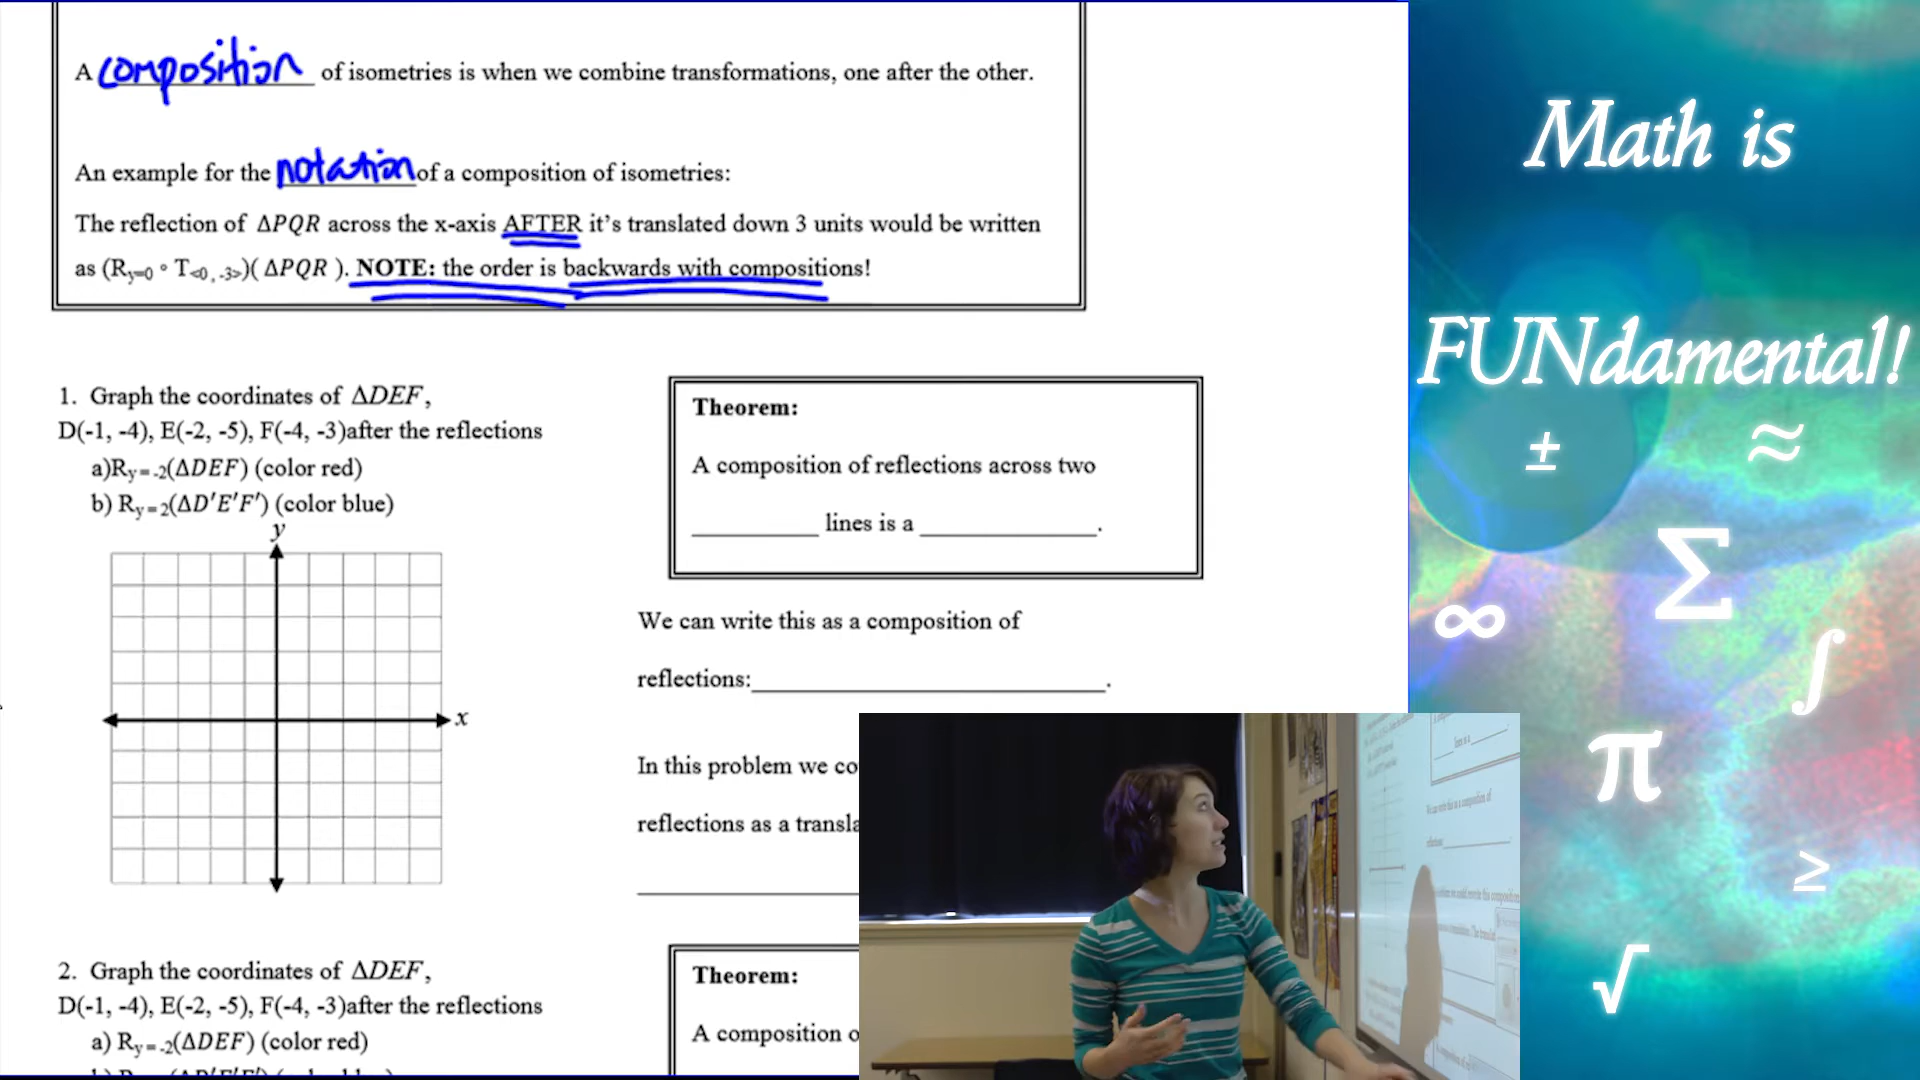 A composition of isometries is when we combine transformations, one after the other.
An example for the notation of a composition of isometries:
The reflection of ΔPQR across the x-axis AFTER it’s translated down 3 units would be written
as (Ry=0 ∘ T<0, -3>)( ΔPQR ). NOTE: the order is backwards with compositions!
1. Graph the coordinates of ΔDEF,
D(-1, -4), E(-2, -5), F(-4, -3)after the reflections
a)Ry = -2(ΔDEF) (color red)
b) Ry = 2(ΔD′E′F′) (color blue)
y
x
Theorem:
A composition of reflections across two
__________ lines is a ______________.
We can write this as a composition of
reflections:____________________________.
In this problem we co
reflections as a transla
2. Graph the coordinates of ΔDEF,
D(-1, -4), E(-2, -5), F(-4, -3)after the reflections
a) Ry = -2(ΔDEF) (color red)
Theorem:
A composition o
Math is
FUNdamental!
± ≈
Σ
∞
∫
π
≥
√